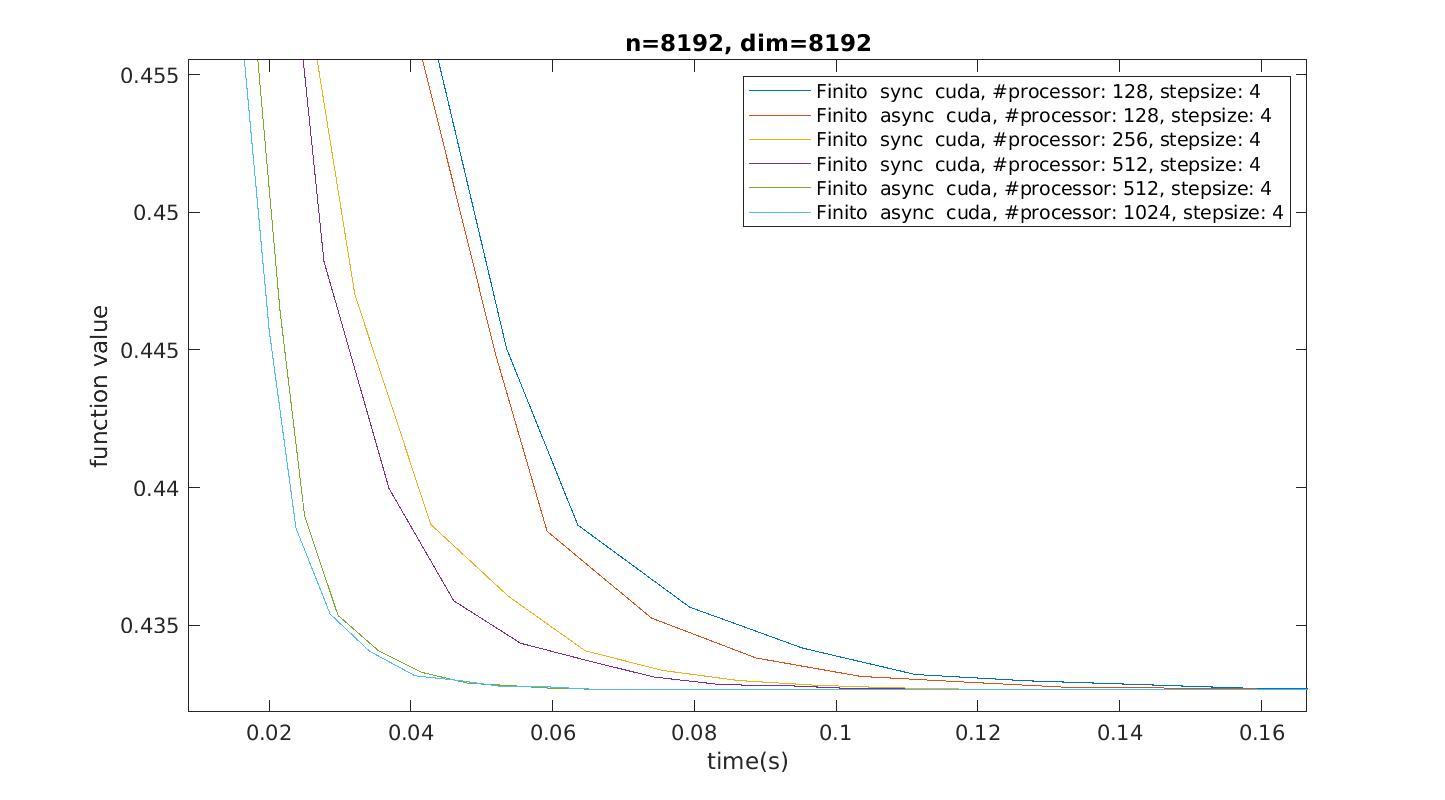 n=8192, dim=8192
Finito sync cuda, #processor: 128, stepsize: 4
Finito async cuda, #processor: 128, stepsize: 4
Finito sync cuda, #processor: 256, stepsize: 4
Finito sync cuda, #processor: 512, stepsize: 4
Finito async cuda, #processor: 512, stepsize: 4
Finito async cuda, #processor: 1024, stepsize: 4
function value
0.455
0.45
0.445
0.44
0.435
0.02 0.04 0.06 0.08 0.1 0.12 0.14 0.16
time(s)